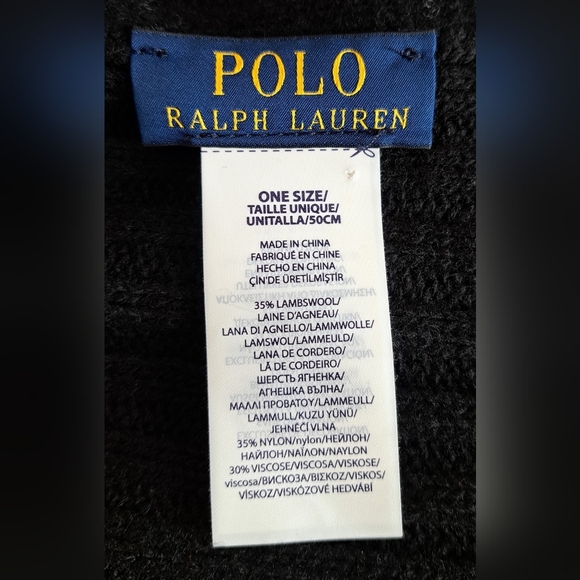 POLO
RALPH LAUREN
ONE SIZE/
TAILLE UNIQUE/
UNITALLA/50CM
MADE IN CHINA
FABRIQUÉ EN CHINE
HECHO EN CHINA
ÇİN'DE ÜRETİLMİŞTİR
35% LAMBSWOOL/
LAINE D'AGNEAU/
LANA DI AGNELLO/LAMMWOLLE/
LAMSWOL/LAMMEULD/
LANA DE CORDERO/
LÃ DE CORDEIRO/
ШЕРСТЬ ЯГНЕНКА/
АГНЕШКА ВЪЛНА/
ΜΑΛΛΙ ΠΡΟΒΑΤΟΥ/LAMMEULL/
LAMMULL/KUZU YÜNÜ/
JEHNĚČÍ VLNA
35% NYLON/nylon/НЕЙЛОН/
НАЙЛОН/ΝΑΪΛΟΝ/NAYLON
30% VISCOSE/VISCOSA/VISKOSE/
viscosa/ВИСКОЗА/ΒΙΣΚΟΖ/VISKOS/
VİSKOZ/VISKÓZOVÉ HEDVÁBÍ